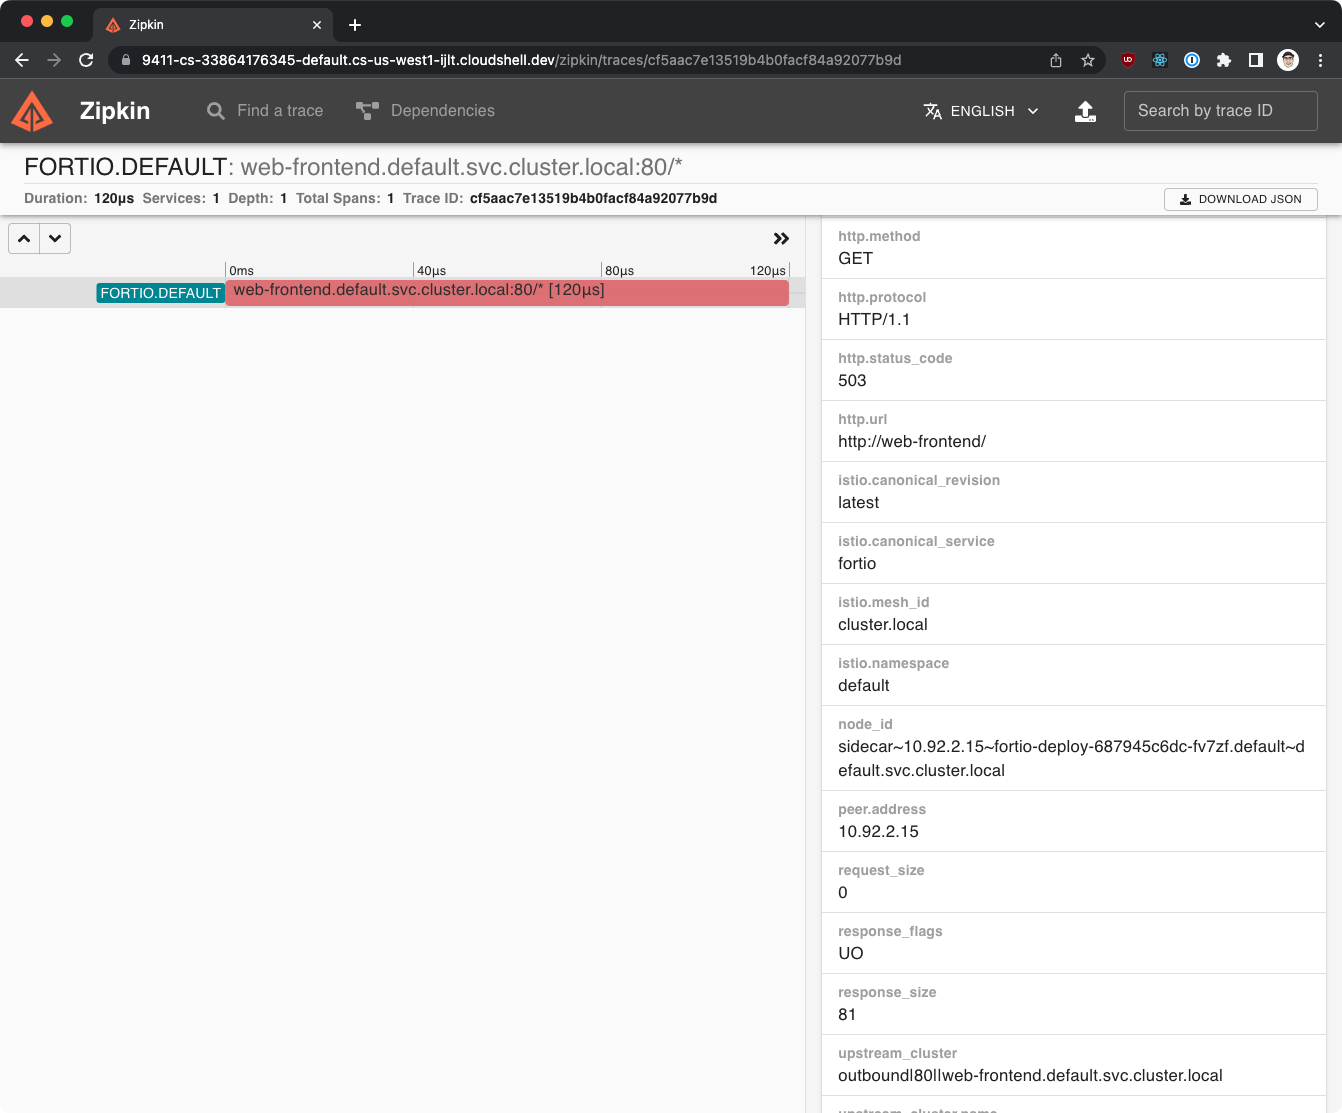 Zipkin
9411-cs-33864176345-default.cs-us-west1-ijlt.cloudshell.dev/zipkin/traces/cf5aac7e13519b4b0facf84a92077b9d
Zipkin
Find a trace
Dependencies
ENGLISH
Search by trace ID
FORTIO.DEFAULT: web-frontend.default.svc.cluster.local:80/*
Duration: 120μs Services: 1 Depth: 1 Total Spans: 1 Trace ID: cf5aac7e13519b4b0facf84a92077b9d
DOWNLOAD JSON
0ms
40μs
80μs
120μs
FORTIO.DEFAULT
web-frontend.default.svc.cluster.local:80/* [120μs]
http.method
GET
http.protocol
HTTP/1.1
http.status_code
503
http.url
http://web-frontend/
istio.canonical_revision
latest
istio.canonical_service
fortio
istio.mesh_id
cluster.local
istio.namespace
default
node_id
sidecar~10.92.2.15~fortio-deploy-687945c6dc-fv7zf.default~d
efault.svc.cluster.local
peer.address
10.92.2.15
request_size
0
response_flags
UO
response_size
81
upstream_cluster
outbound|80||web-frontend.default.svc.cluster.local
upstream_cluster.name